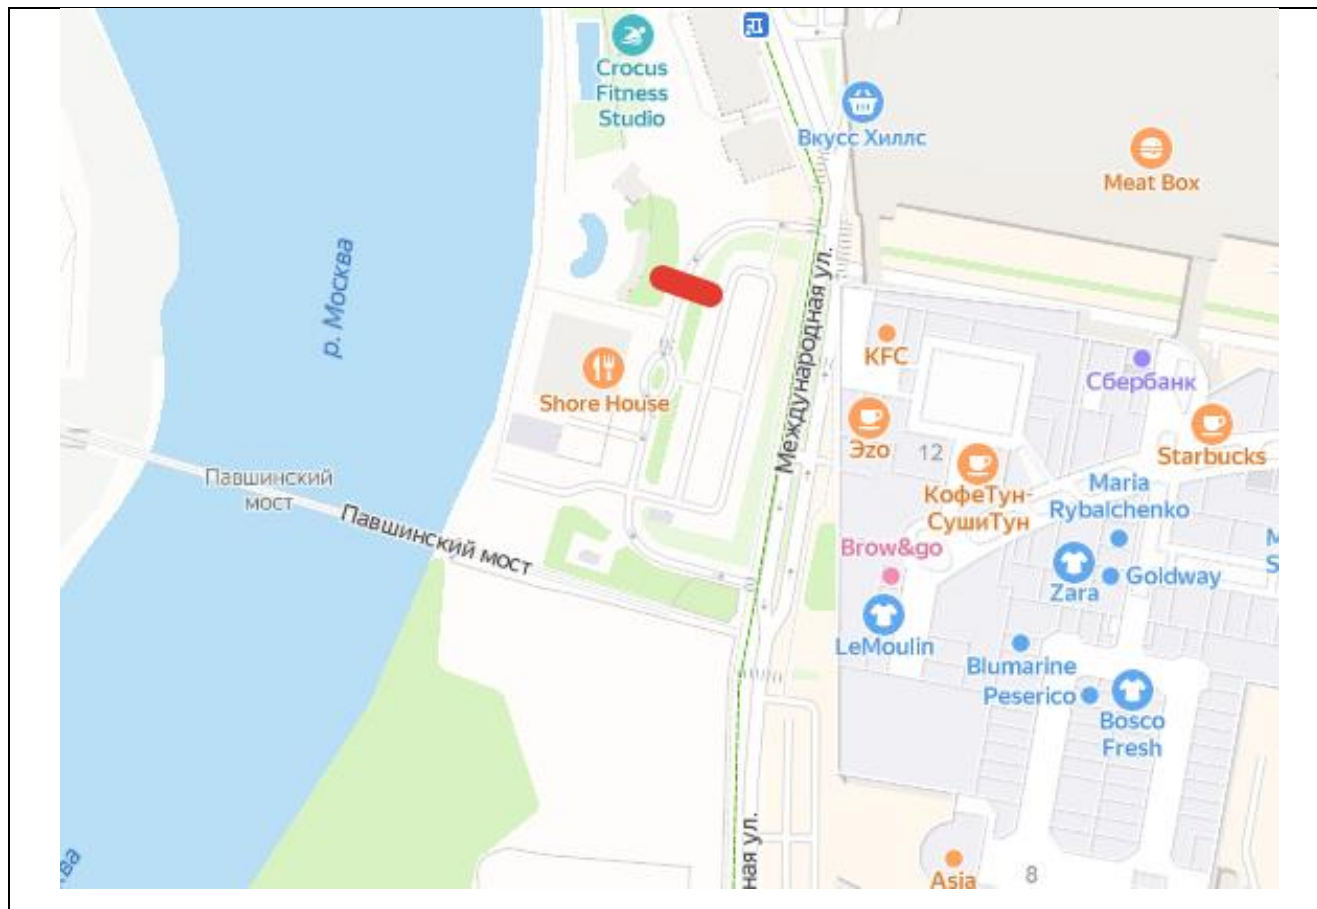 Crocus
Fitness
Studio
Вкусс Хиллс
Meat Box
р. Москва
Международная ул.
KFC
Сбербанк
Shore House
Эzo
12
Starbucks
КофеТун-
СушиТун
Maria
Rybalchenko
Павшинский
мост
Павшинский мост
Brow&go
Zara
Goldway
LeMoulin
Blumarine
Peserico
Bosco
Fresh
M
S
ная ул.
ва
Asia
8